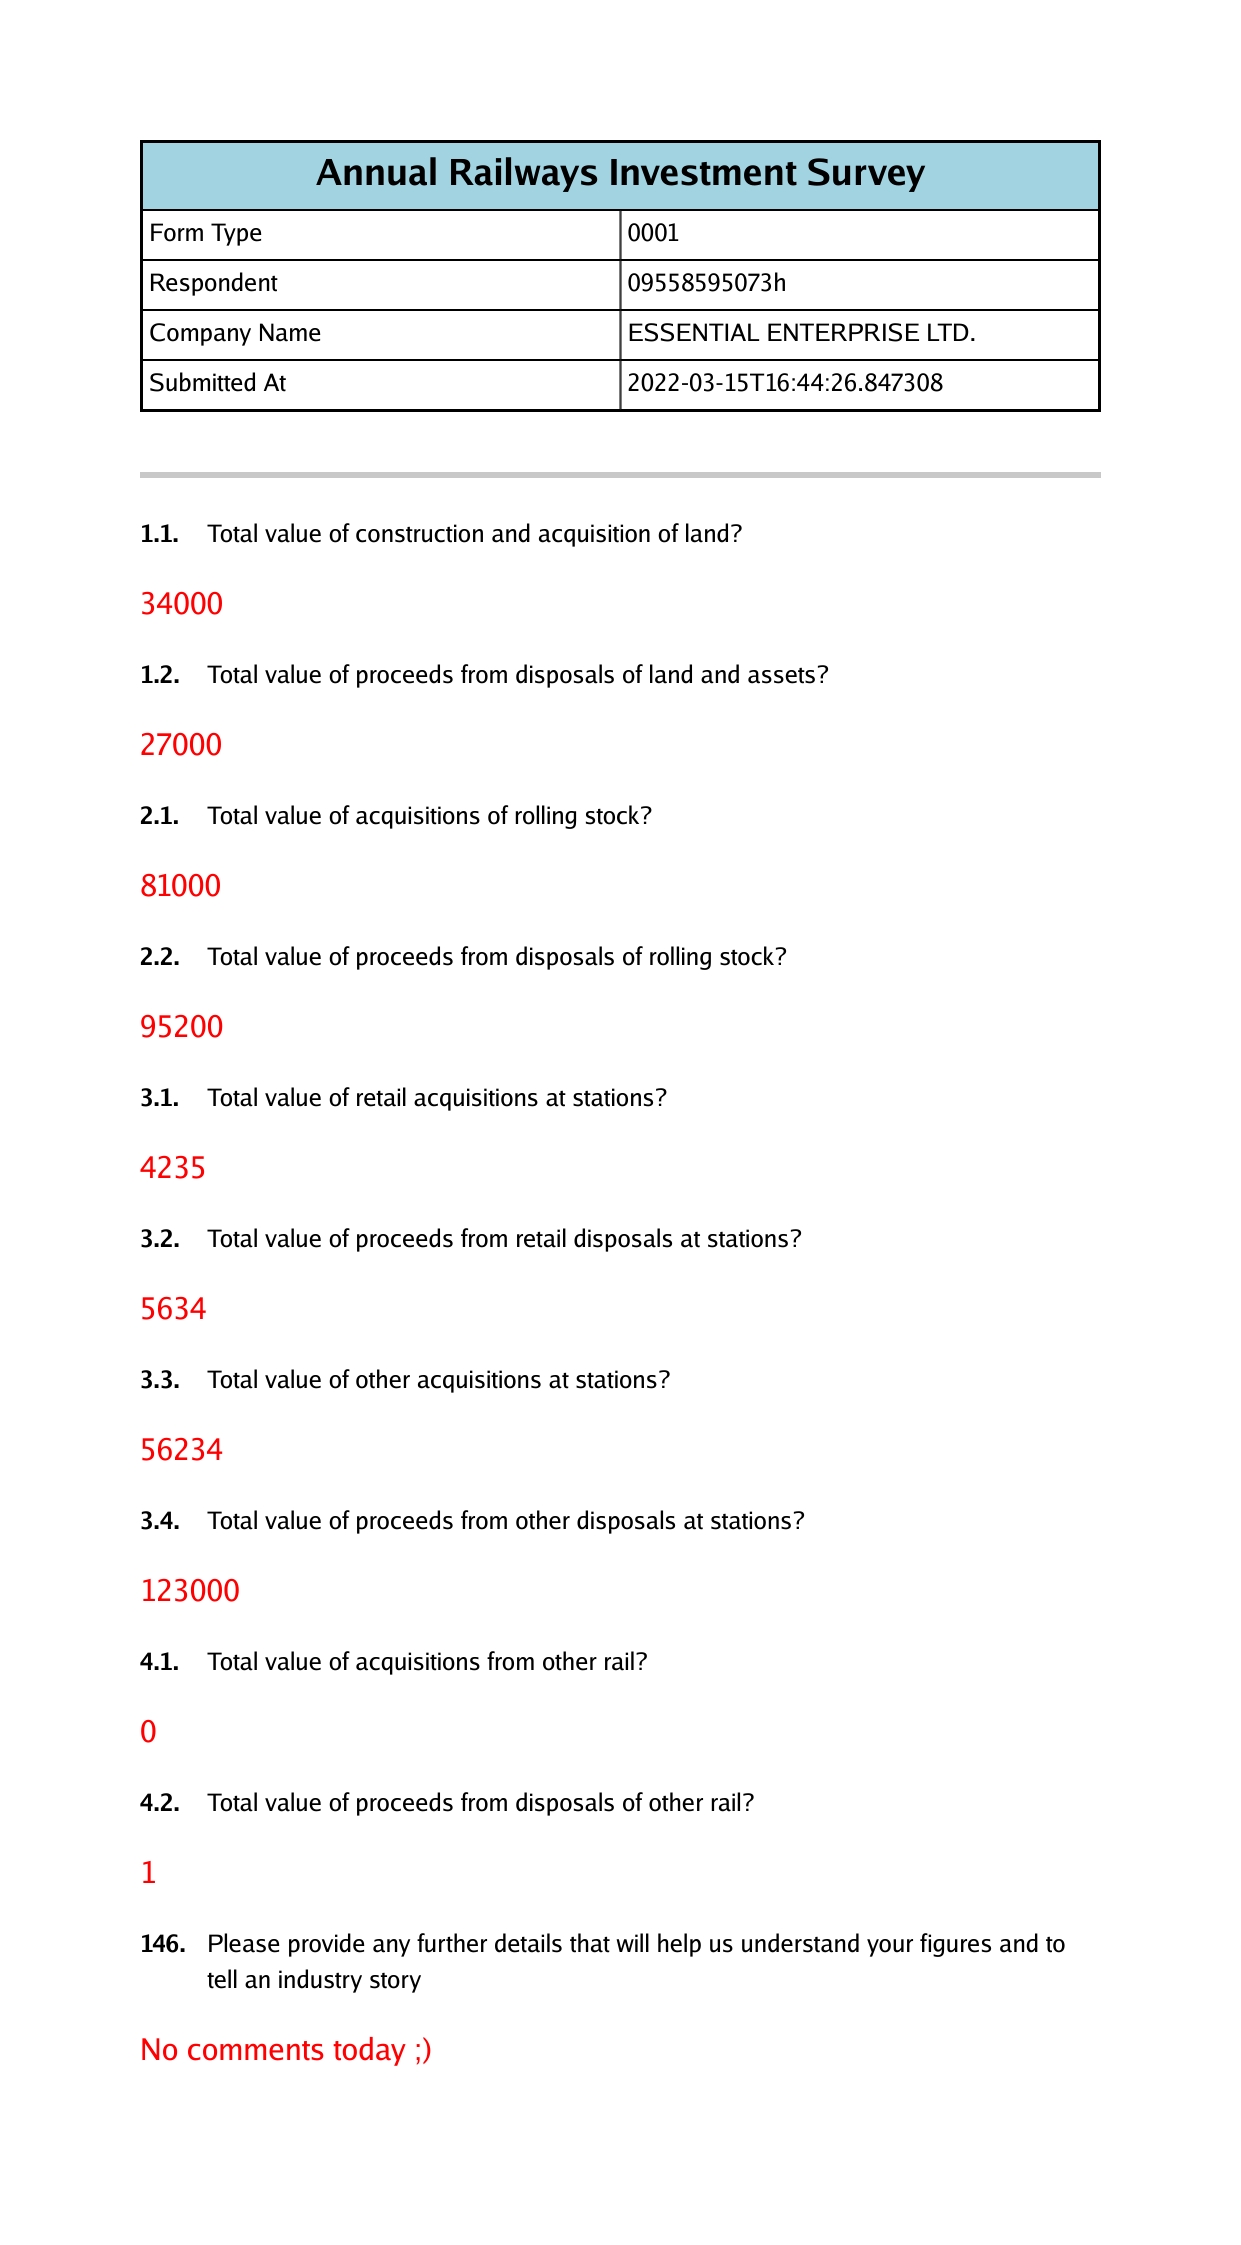 Annual Railways Investment Survey
Form Type 0001
Respondent 09558595073h
Company Name ESSENTIAL ENTERPRISE LTD.
Submitted At 2022-03-15T16:44:26.847308
1.1. Total value of construction and acquisition of land?
34000
1.2. Total value of proceeds from disposals of land and assets?
27000
2.1. Total value of acquisitions of rolling stock?
81000
2.2. Total value of proceeds from disposals of rolling stock?
95200
3.1. Total value of retail acquisitions at stations?
4235
3.2. Total value of proceeds from retail disposals at stations?
5634
3.3. Total value of other acquisitions at stations?
56234
3.4. Total value of proceeds from other disposals at stations?
123000
4.1. Total value of acquisitions from other rail?
0
4.2. Total value of proceeds from disposals of other rail?
1
146. Please provide any further details that will help us understand your figures and to
tell an industry story
No comments today ;)